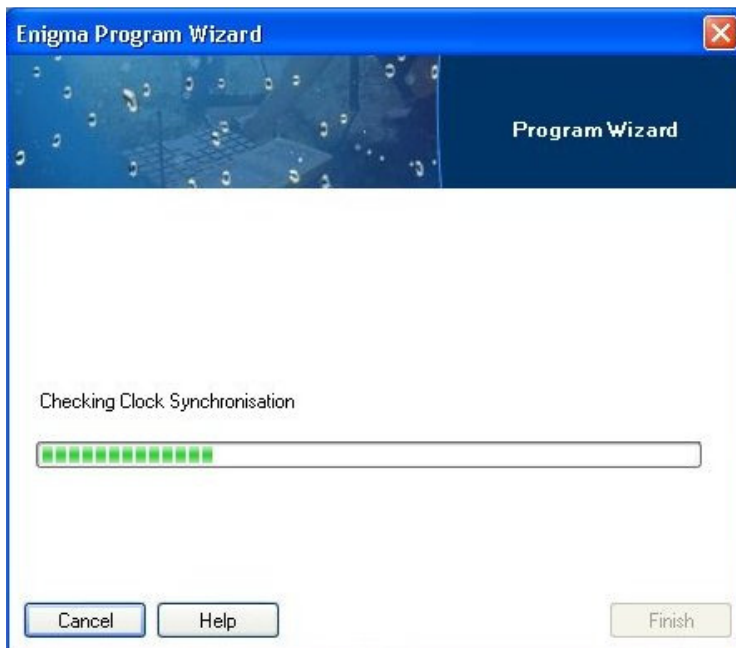 Enigma Program Wizard
Program Wizard
Checking Clock Synchronisation
Cancel Help Finish